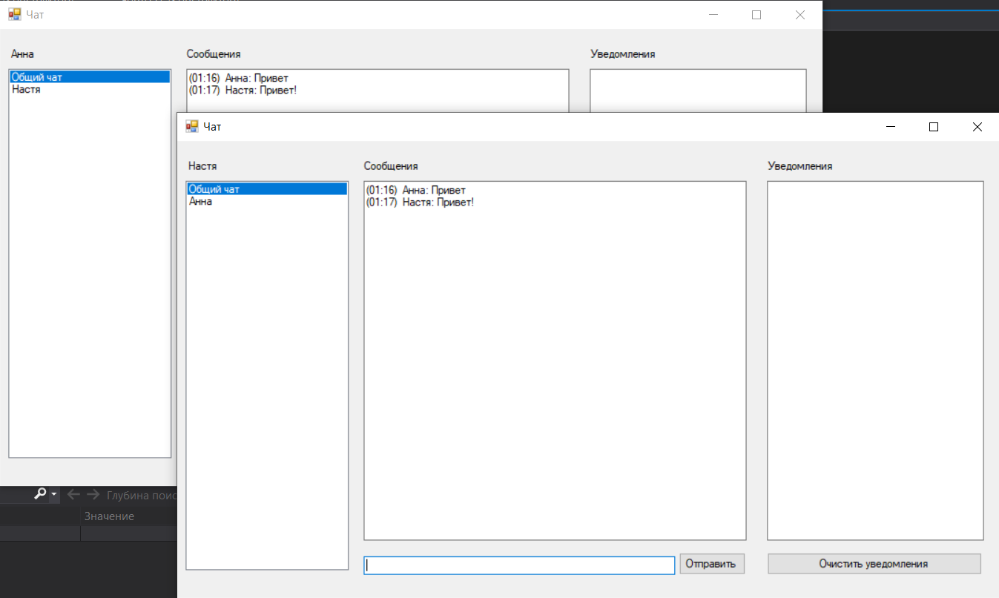 Чат
Анна
Сообщения
Уведомления
Общий чат
Настя
(01:16) Анна: Привет
(01:17) Настя: Привет!
Чат
Настя
Сообщения
Уведомления
Общий чат
Анна
(01:16) Анна: Привет
(01:17) Настя: Привет!
Отправить
Очистить уведомления
Глубина поис
Значение